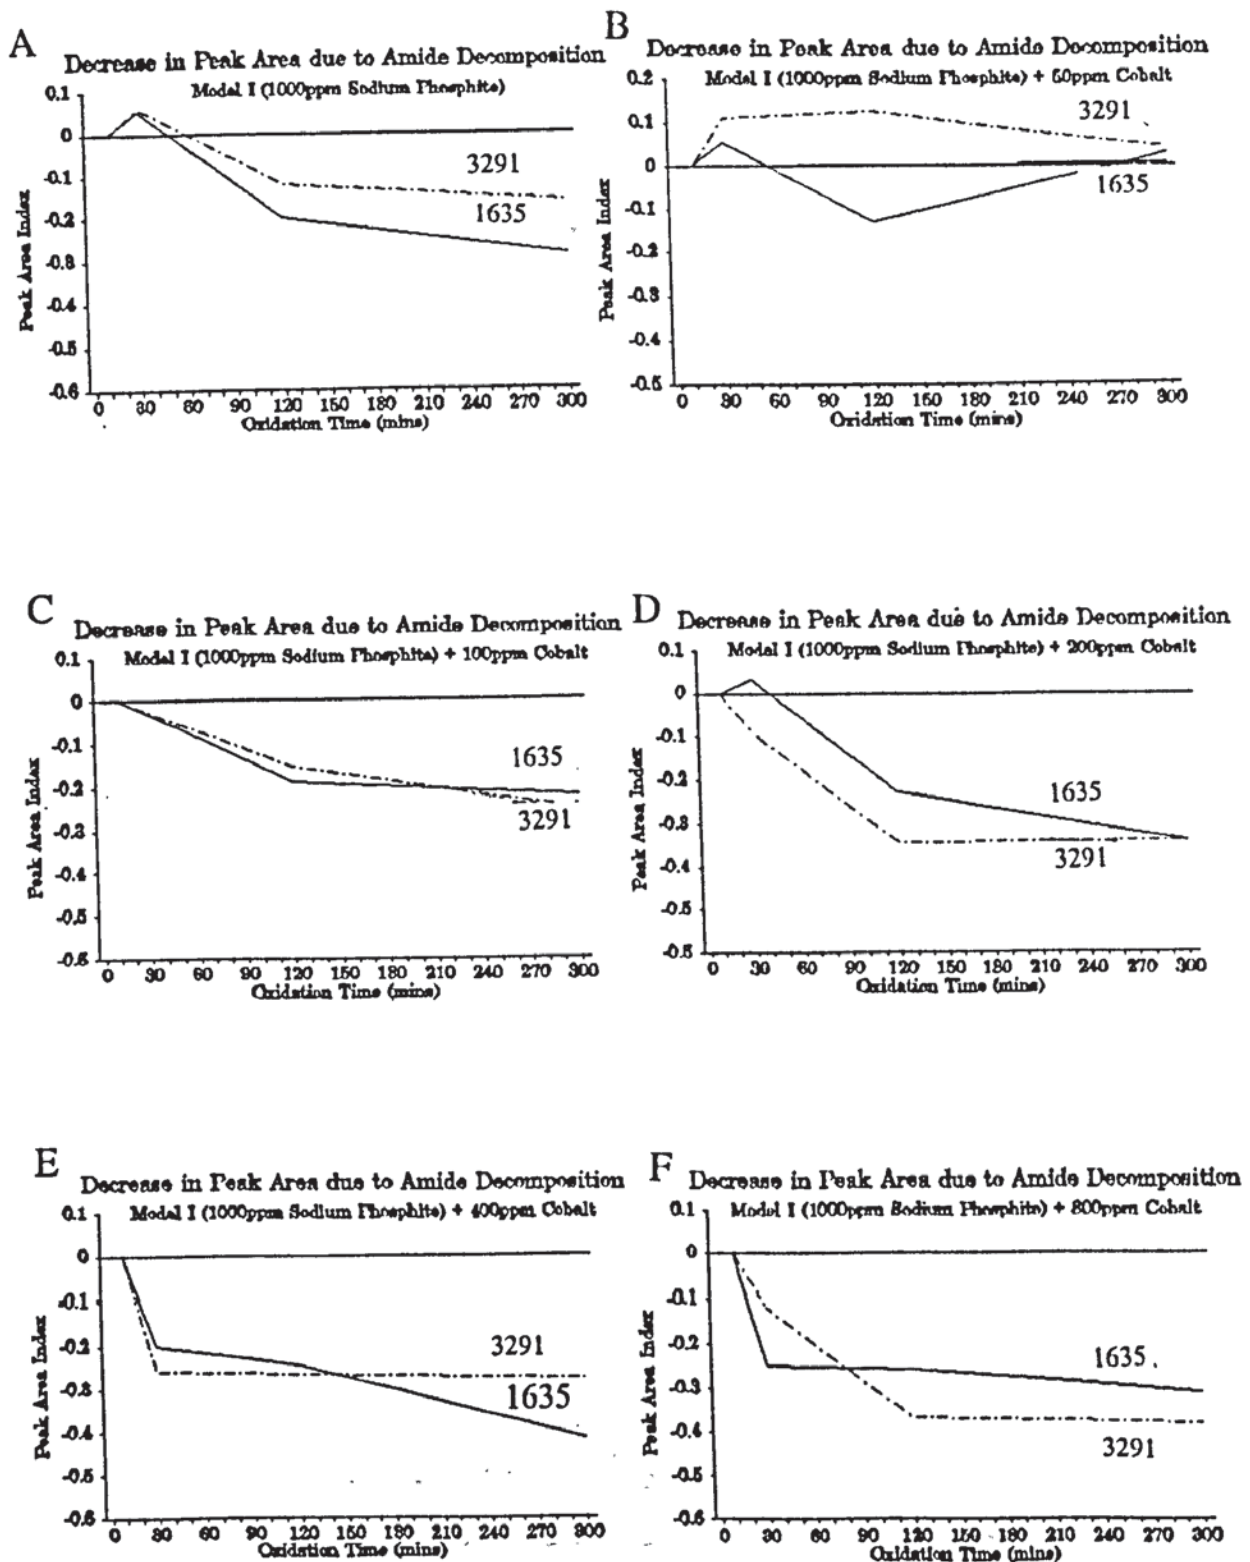 A
Decrease in Peak Area due to Amide Decomposition
Model I (1000ppm Sodium Phosphite)
0.1
0
-0.1
-0.2
-0.3
-0.4
-0.5
-0.6
Peak Area Index
3291
1635
0 30 60 90 120 150 180 210 240 270 300
Oxidation Time (mins)
B
Decrease in Peak Area due to Amide Decomposition
Model I (1000ppm Sodium Phosphite) + 50ppm Cobalt
0.2
0.1
0
-0.1
-0.2
-0.3
-0.4
-0.5
Peak Area Index
3291
1635
0 30 60 90 120 150 180 210 240 270 300
Oxidation Time (mins)
C
Decrease in Peak Area due to Amide Decomposition
Model I (1000ppm Sodium Phosphite) + 100ppm Cobalt
0.1
0
-0.1
-0.2
-0.3
-0.4
-0.5
-0.6
Peak Area Index
1635
3291
0 30 60 90 120 150 180 210 240 270 300
Oxidation Time (mins)
D
Decrease in Peak Area due to Amide Decomposition
Model I (1000ppm Sodium Phosphite) + 200ppm Cobalt
0.1
0
-0.1
-0.2
-0.3
-0.4
-0.5
-0.6
Peak Area Index
1635
3291
0 30 60 90 120 150 180 210 240 270 300
Oxidation Time (mins)
E
Decrease in Peak Area due to Amide Decomposition
Model I (1000ppm Sodium Phosphite) + 400ppm Cobalt
0.1
0
-0.1
-0.2
-0.3
-0.4
-0.5
-0.6
Peak Area Index
3291
1635
0 30 60 90 120 150 180 210 240 270 300
Oxidation Time (mins)
F
Decrease in Peak Area due to Amide Decomposition
Model I (1000ppm Sodium Phosphite) + 800ppm Cobalt
0.1
0
-0.1
-0.2
-0.3
-0.4
-0.5
-0.6
Peak Area Index
1635
3291
0 30 60 90 120 150 180 210 240 270 300
Oxidation Time (mins)